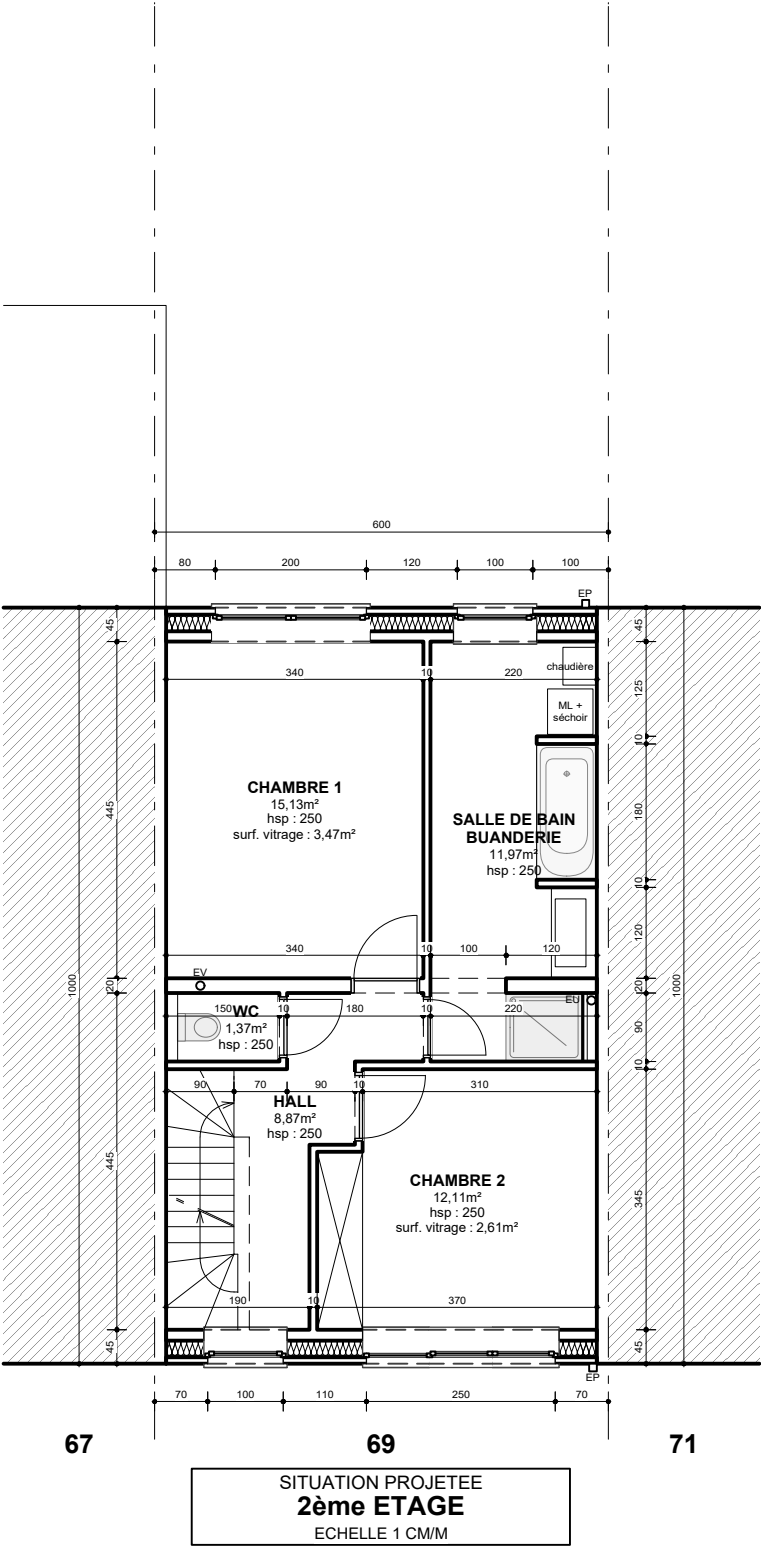 600
80 200 120 100 100
EP
45 45
340 10 220
chaudière
125
ML +
séchoir
10
CHAMBRE 1
15,13m²
hsp : 250
surf. vitrage : 3,47m²
445
180
SALLE DE BAIN
BUANDERIE
11,97m²
hsp : 250
10
120
340 10 100 120
EV
20 20
1000 1000
EU
150 10 180 10 220
WC
1,37m²
hsp : 250
90
10
90 70 90 10 310
HALL
8,87m²
hsp : 250
445
CHAMBRE 2
12,11m²
hsp : 250
surf. vitrage : 2,61m²
345
190 10 370
45 45
EP
70 100 110 250 70
67 69 71
SITUATION PROJETEE
2ème ETAGE
ECHELLE 1 CM/M